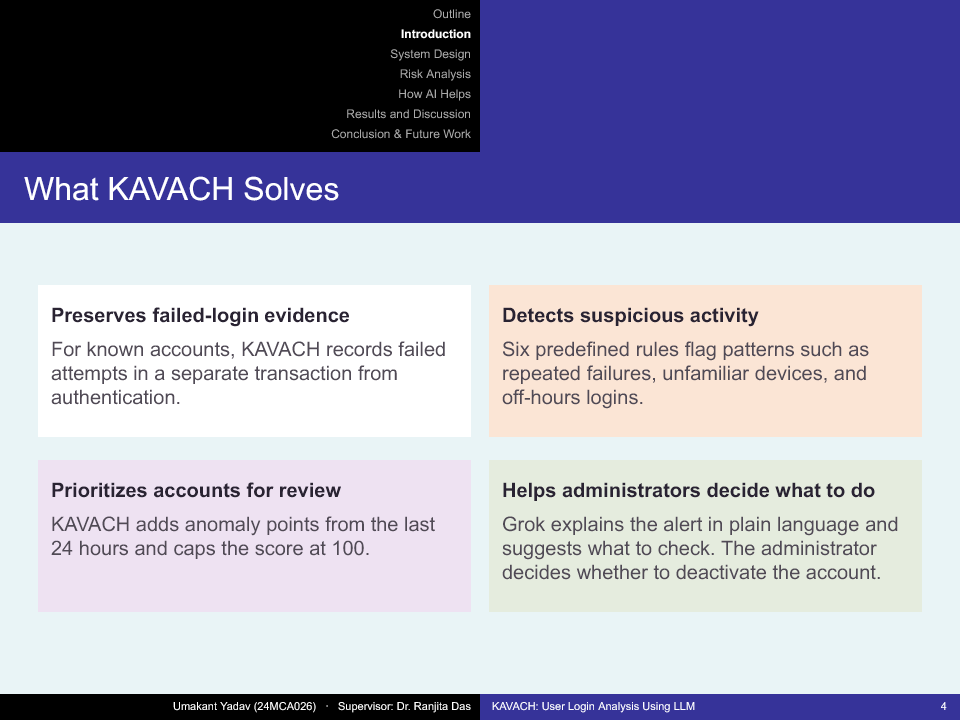 Outline
Introduction
System Design
Risk Analysis
How AI Helps
Results and Discussion
Conclusion & Future Work
What KAVACH Solves
Preserves failed-login evidence
For known accounts, KAVACH records failed
attempts in a separate transaction from
authentication.
Detects suspicious activity
Six predefined rules flag patterns such as
repeated failures, unfamiliar devices, and
off-hours logins.
Prioritizes accounts for review
KAVACH adds anomaly points from the last
24 hours and caps the score at 100.
Helps administrators decide what to do
Grok explains the alert in plain language and
suggests what to check. The administrator
decides whether to deactivate the account.
Umakant Yadav (24MCA026) · Supervisor: Dr. Ranjita Das
KAVACH: User Login Analysis Using LLM
4